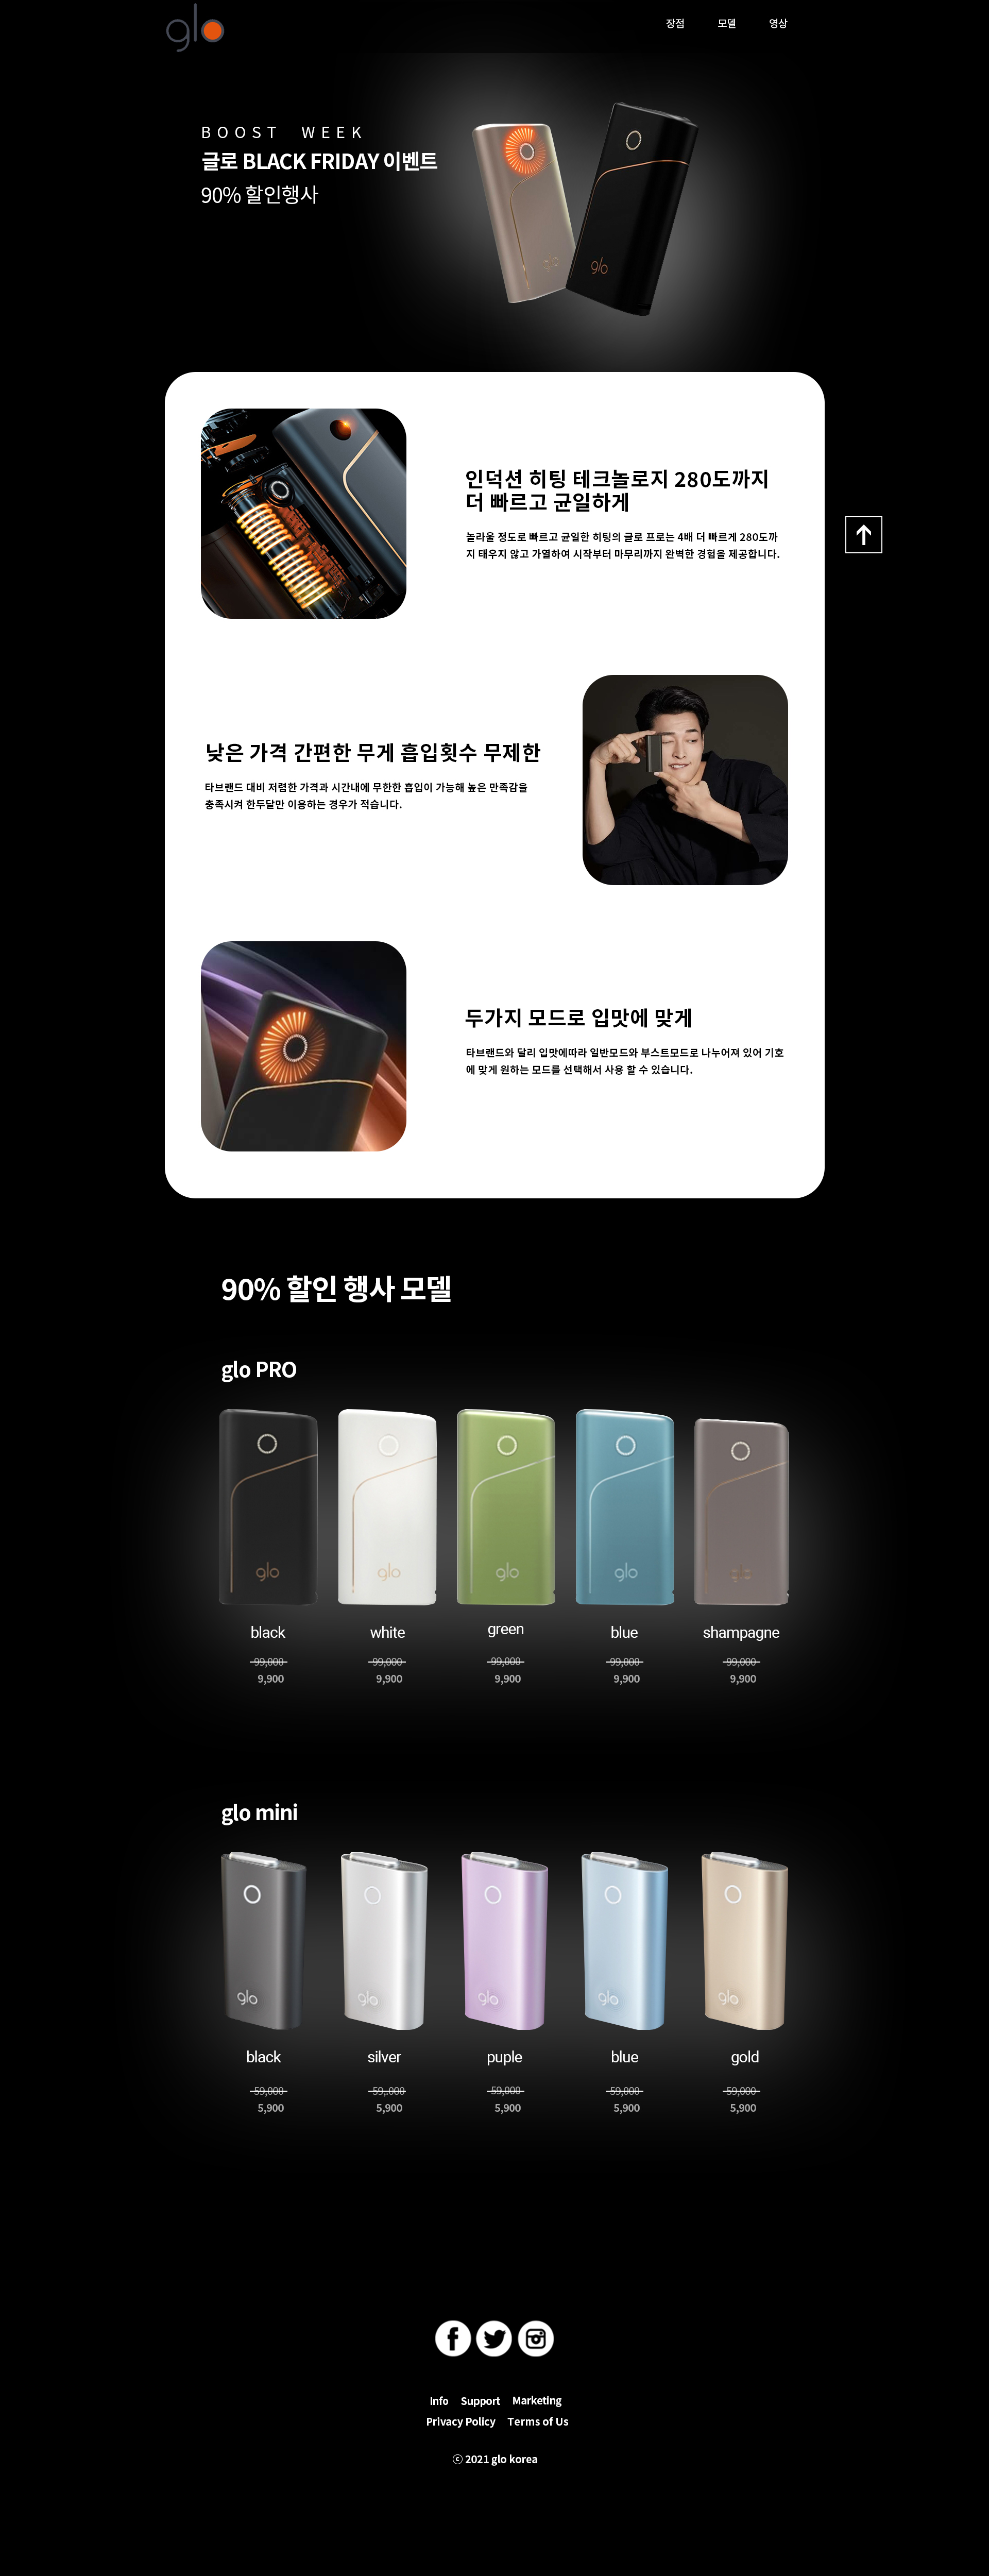 glo
장점 모델 영상
BOOST WEEK
글로 BLACK FRIDAY 이벤트
90% 할인행사
glo
인덕션 히팅 테크놀로지 280도까지
더 빠르고 균일하게
놀라울 정도로 빠르고 균일한 히팅의 글로 프로는 4배 더 빠르게 280도까
지 태우지 않고 가열하여 시작부터 마무리까지 완벽한 경험을 제공합니다.
낮은 가격 간편한 무게 흡입횟수 무제한
타브랜드 대비 저렴한 가격과 시간내에 무한한 흡입이 가능해 높은 만족감을
충족시켜 한두달만 이용하는 경우가 적습니다.
두가지 모드로 입맛에 맞게
타브랜드와 달리 입맛에따라 일반모드와 부스트모드로 나누어져 있어 기호
에 맞게 원하는 모드를 선택해서 사용 할 수 있습니다.
90% 할인 행사 모델
glo PRO
glo glo glo glo
black white green blue shampagne
99,000 99,000 99,000 99,000 99,000
9,900 9,900 9,900 9,900 9,900
glo mini
glo glo glo glo glo
black silver puple blue gold
59,000 59,.000 59,000 59,000 59,000
5,900 5,900 5,900 5,900 5,900
Info Support Marketing
Privacy Policy Terms of Us
ⓒ 2021 glo korea